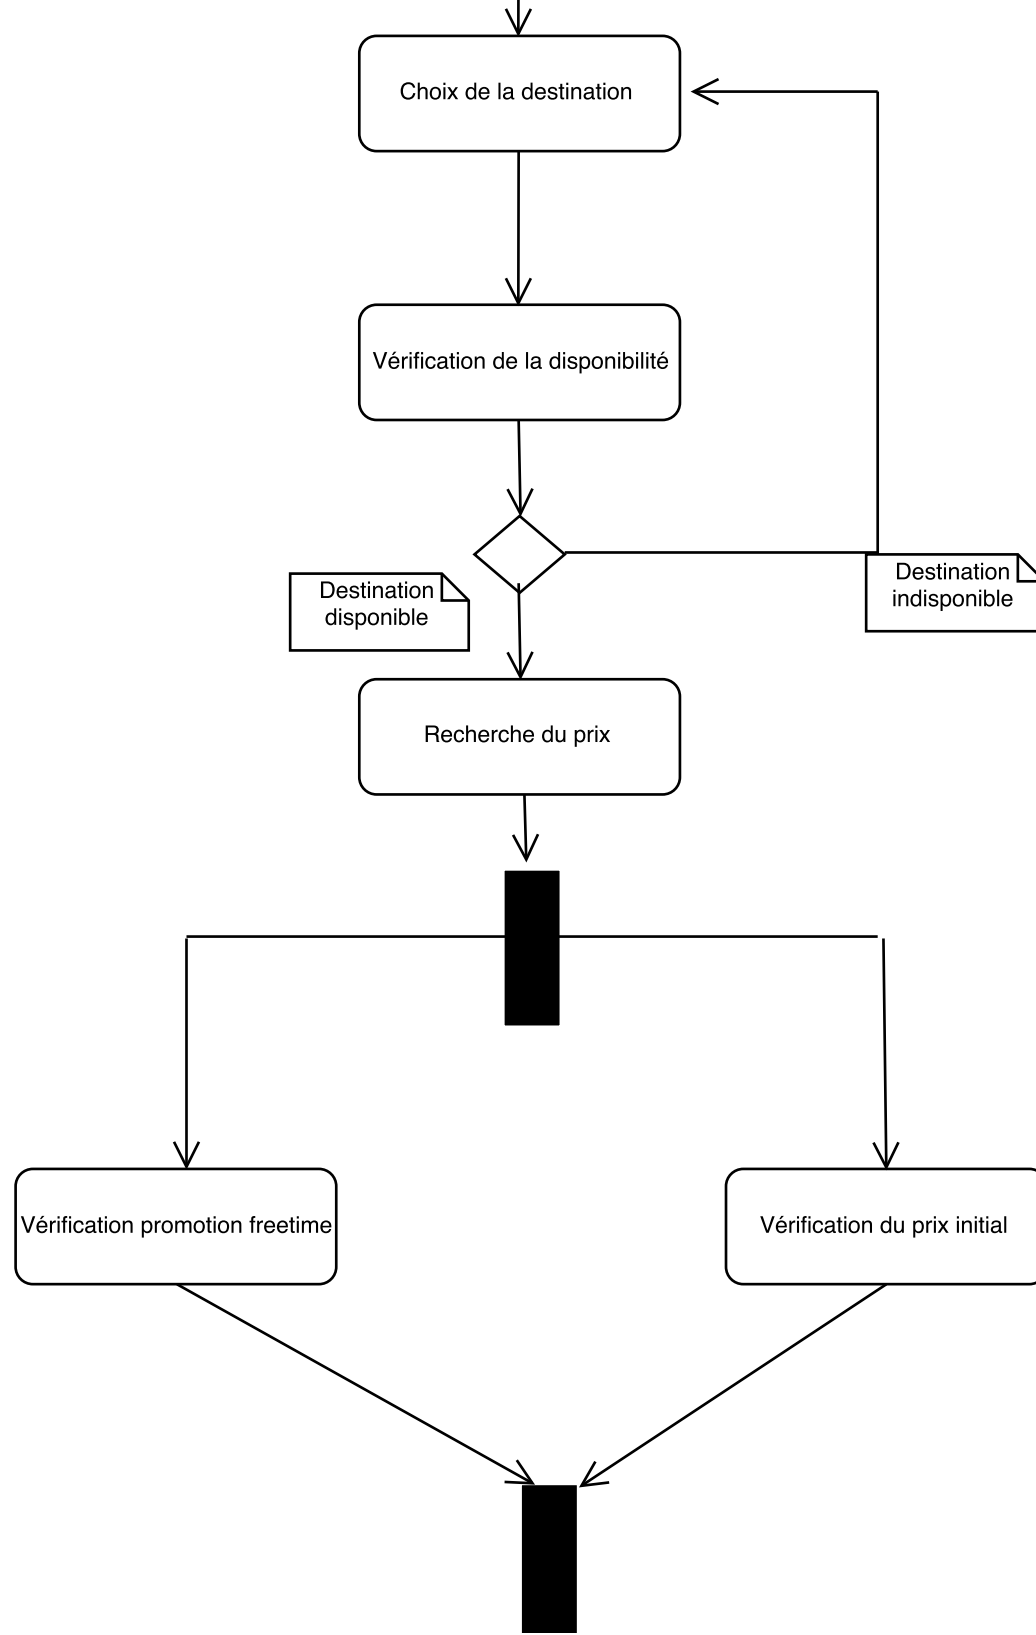 Choix de la destination
Vérification de la disponibilité
Destination
disponible
Destination
indisponible
Recherche du prix
Vérification promotion freetime
Vérification du prix initial